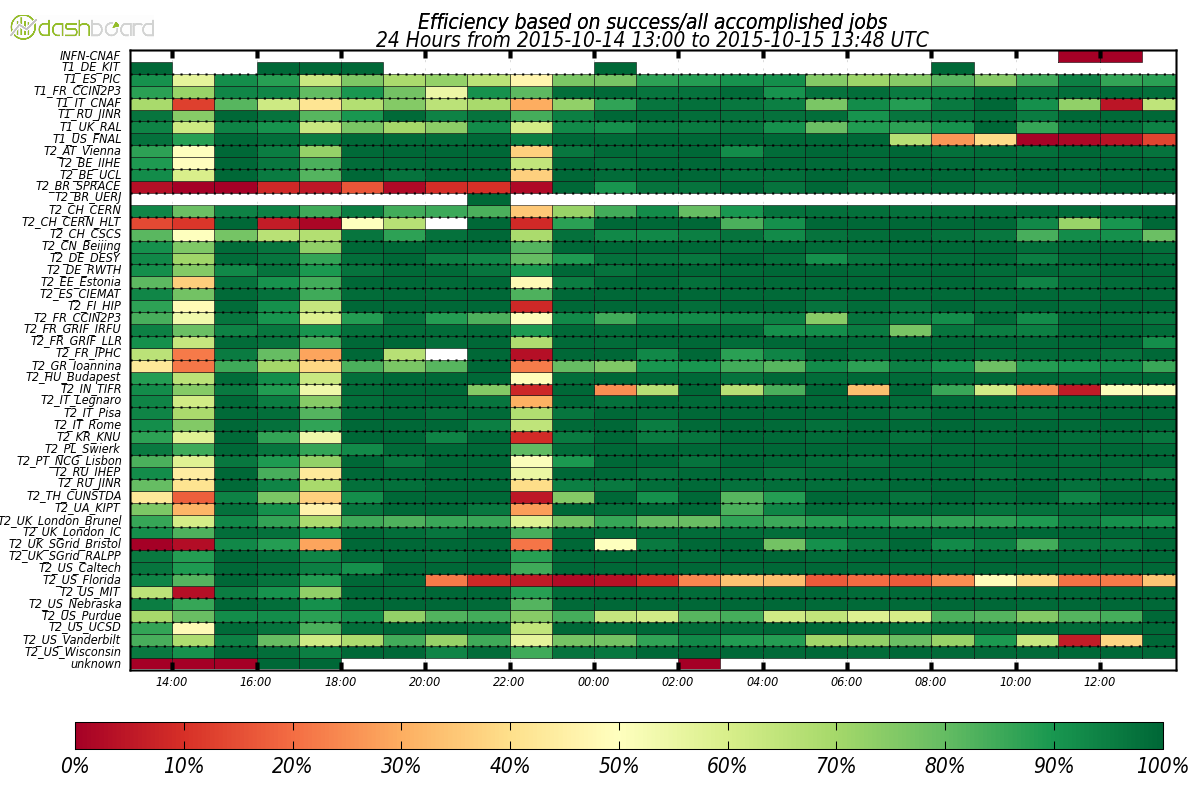 dashboard
Efficiency based on success/all accomplished jobs
24 Hours from 2015-10-14 13:00 to 2015-10-15 13:48 UTC
INFN-CNAF
T1_DE_KIT
T1_ES_PIC
T1_FR_CCIN2P3
T1_IT_CNAF
T1_RU_JINR
T1_UK_RAL
T1_US_FNAL
T2_AT_Vienna
T2_BE_IIHE
T2_BE_UCL
T2_BR_SPRACE
T2_BR_UERJ
T2_CH_CERN
T2_CH_CERN_HLT
T2_CH_CSCS
T2_CN_Beijing
T2_DE_DESY
T2_DE_RWTH
T2_EE_Estonia
T2_ES_CIEMAT
T2_FI_HIP
T2_FR_CCIN2P3
T2_FR_GRIF_IRFU
T2_FR_GRIF_LLR
T2_FR_IPHC
T2_GR_Ioannina
T2_HU_Budapest
T2_IN_TIFR
T2_IT_Legnaro
T2_IT_Pisa
T2_IT_Rome
T2_KR_KNU
T2_PL_Swierk
T2_PT_NCG_Lisbon
T2_RU_IHEP
T2_RU_JINR
T2_TH_CUNSTDA
T2_UA_KIPT
T2_UK_London_Brunel
T2_UK_London_IC
T2_UK_SGrid_Bristol
T2_UK_SGrid_RALPP
T2_US_Caltech
T2_US_Florida
T2_US_MIT
T2_US_Nebraska
T2_US_Purdue
T2_US_UCSD
T2_US_Vanderbilt
T2_US_Wisconsin
unknown
14:00 16:00 18:00 20:00 22:00 00:00 02:00 04:00 06:00 08:00 10:00 12:00
0% 10% 20% 30% 40% 50% 60% 70% 80% 90% 100%